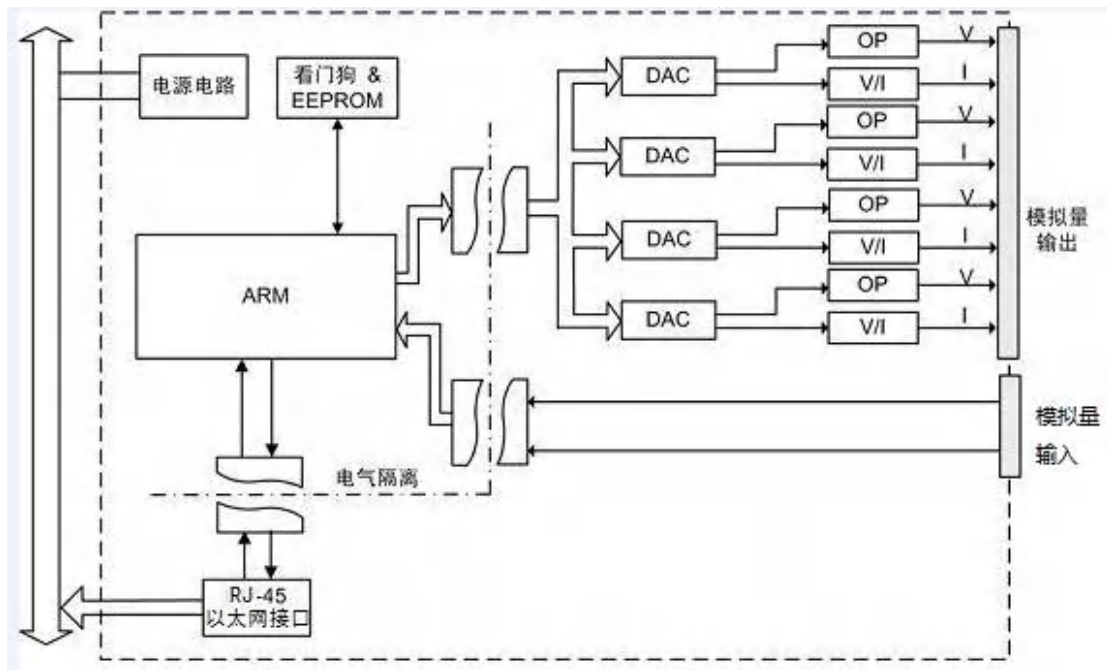 电源电路
看门狗 &
EEPROM
ARM
DAC
DAC
DAC
DAC
OP
V
V/I
I
OP
V
V/I
I
OP
V
V/I
I
OP
V
V/I
I
模拟量
输出
模拟量
输入
电气隔离
RJ-45
以太网接口